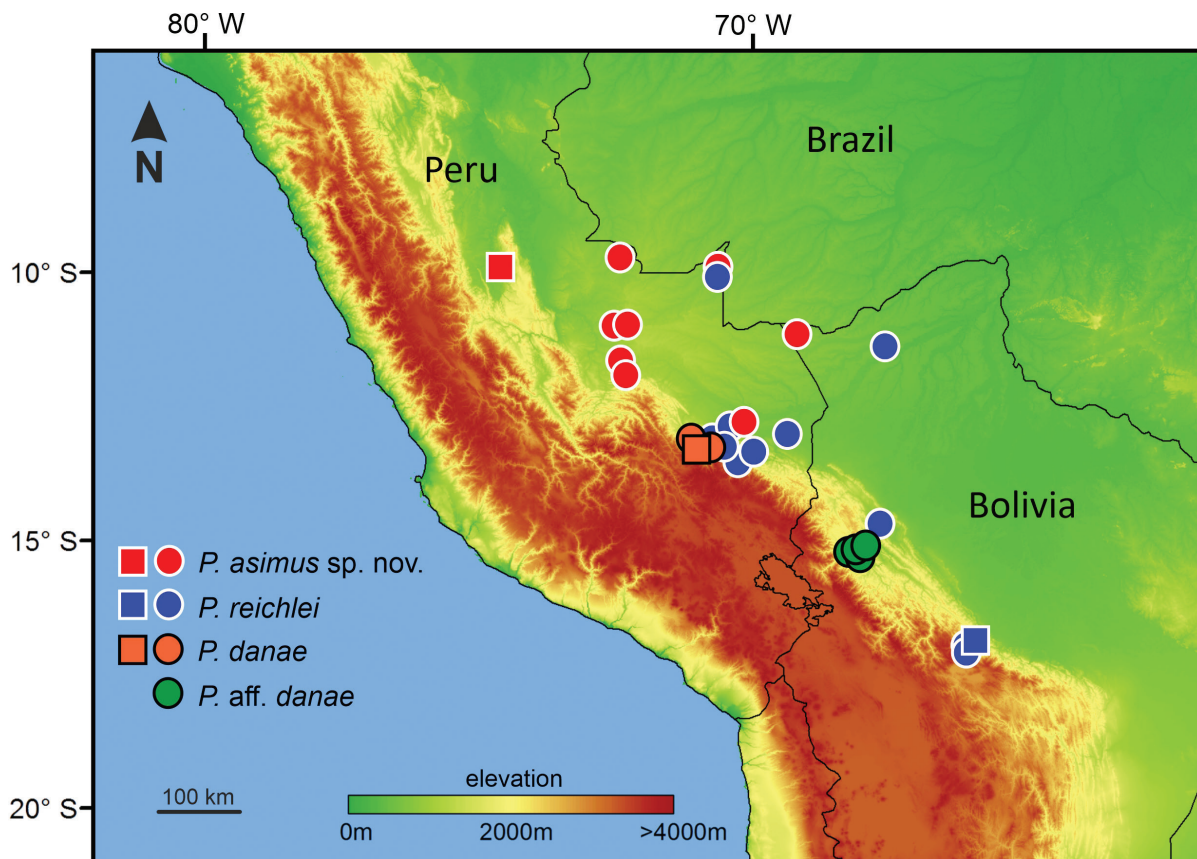 80° W
70° W
N
Peru
Brazil
10° S
Bolivia
15° S
P. asimus sp. nov.
P. reichlei
P. danae
P. aff. danae
100 km
elevation
0m 2000m >4000m
20° S